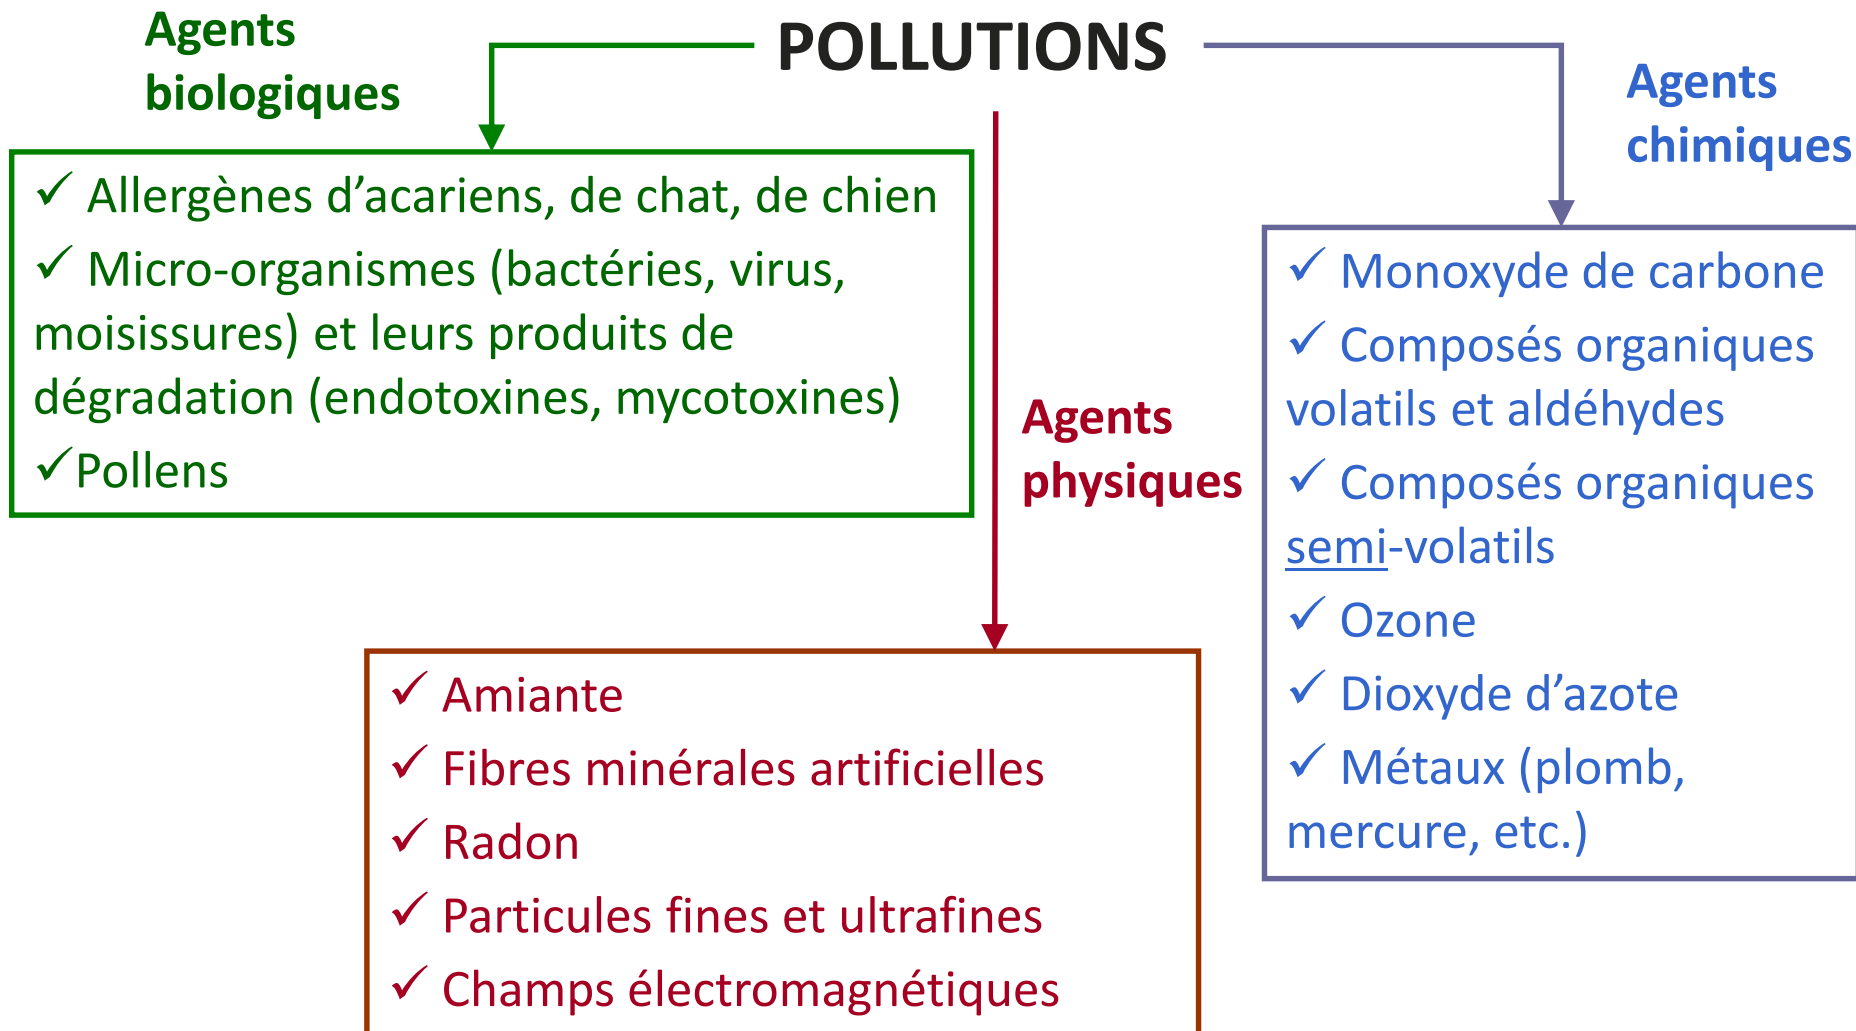 POLLUTIONS
Agents
biologiques
✓ Allergènes d’acariens, de chat, de chien
✓ Micro-organismes (bactéries, virus,
moisissures) et leurs produits de
dégradation (endotoxines, mycotoxines)
✓Pollens
Agents
physiques
✓ Amiante
✓ Fibres minérales artificielles
✓ Radon
✓ Particules fines et ultrafines
✓ Champs électromagnétiques
Agents
chimiques
✓ Monoxyde de carbone
✓ Composés organiques
volatils et aldéhydes
✓ Composés organiques
semi-volatils
✓ Ozone
✓ Dioxyde d’azote
✓ Métaux (plomb,
mercure, etc.)